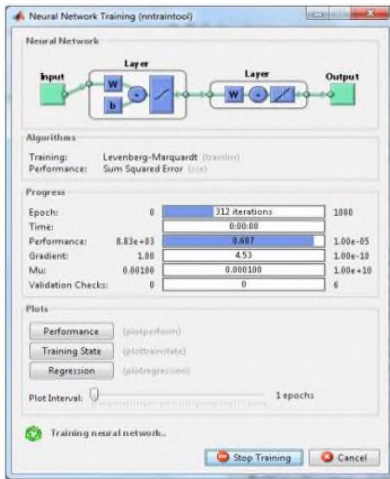 Neural Network Training (nntraintool)
Neural Network
Layer
Layer
Input
W
b
+
W
+
Output
Algorithms
Training: Levenberg-Marquardt (trainlm)
Performance: Sum Squared Error (sse)
Progress
Epoch: 0 312 iterations 1000
Time: 0:00:00
Performance: 8.83e+03 0.607 1.00e-05
Gradient: 1.00 4.53 1.00e-10
Mu: 0.00100 0.000100 1.00e+10
Validation Checks: 0 0 6
Plots
Performance (plotperform)
Training State (plottrainstate)
Regression (plotregression)
Plot Interval: 1 epochs
Training neural network..
Stop Training Cancel